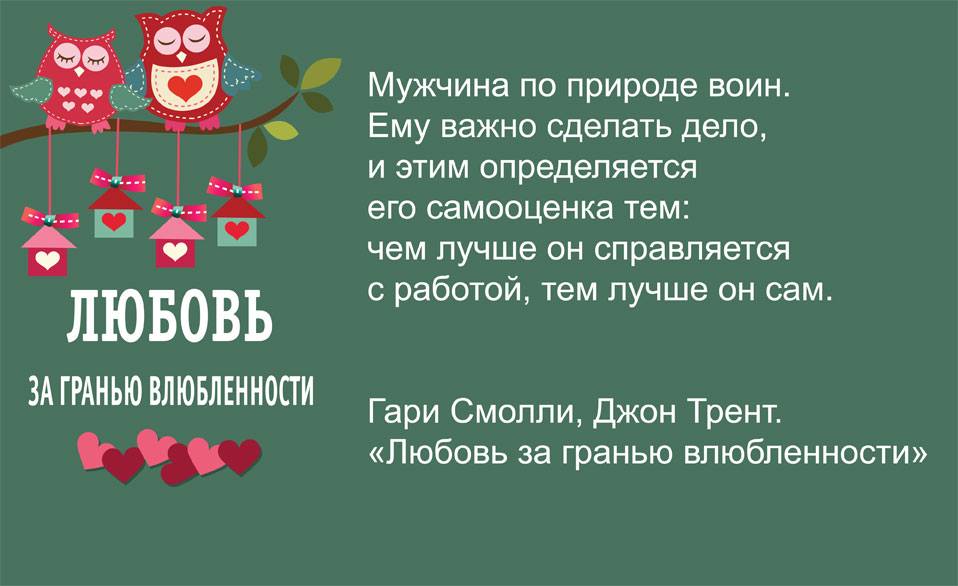 ЛЮБОВЬ
ЗА ГРАНЬЮ ВЛЮБЛЕННОСТИ
Мужчина по природе воин.
Ему важно сделать дело,
и этим определяется
его самооценка тем:
чем лучше он справляется
с работой, тем лучше он сам.
Гари Смолли, Джон Трент.
«Любовь за гранью влюбленности»